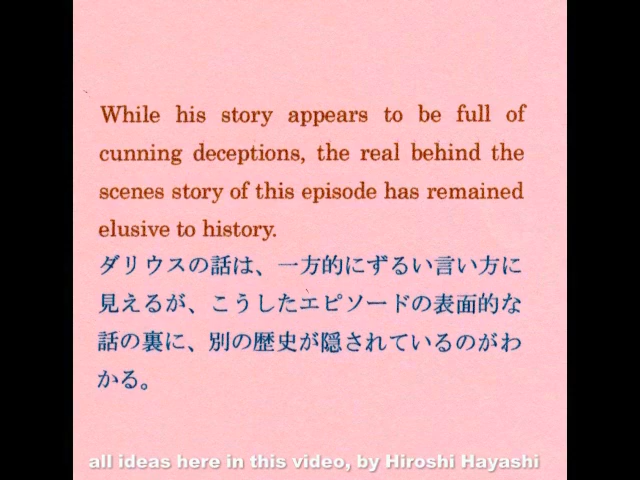 While his story appears to be full of
cunning deceptions, the real behind the
scenes story of this episode has remained
elusive to history.
ダリウスの話は、一方的にずるい言い方に
見えるが、こうしたエピソードの表面的な
話の裏に、別の歴史が隠されているのがわ
かる。
all ideas here in this video, by Hiroshi Hayashi